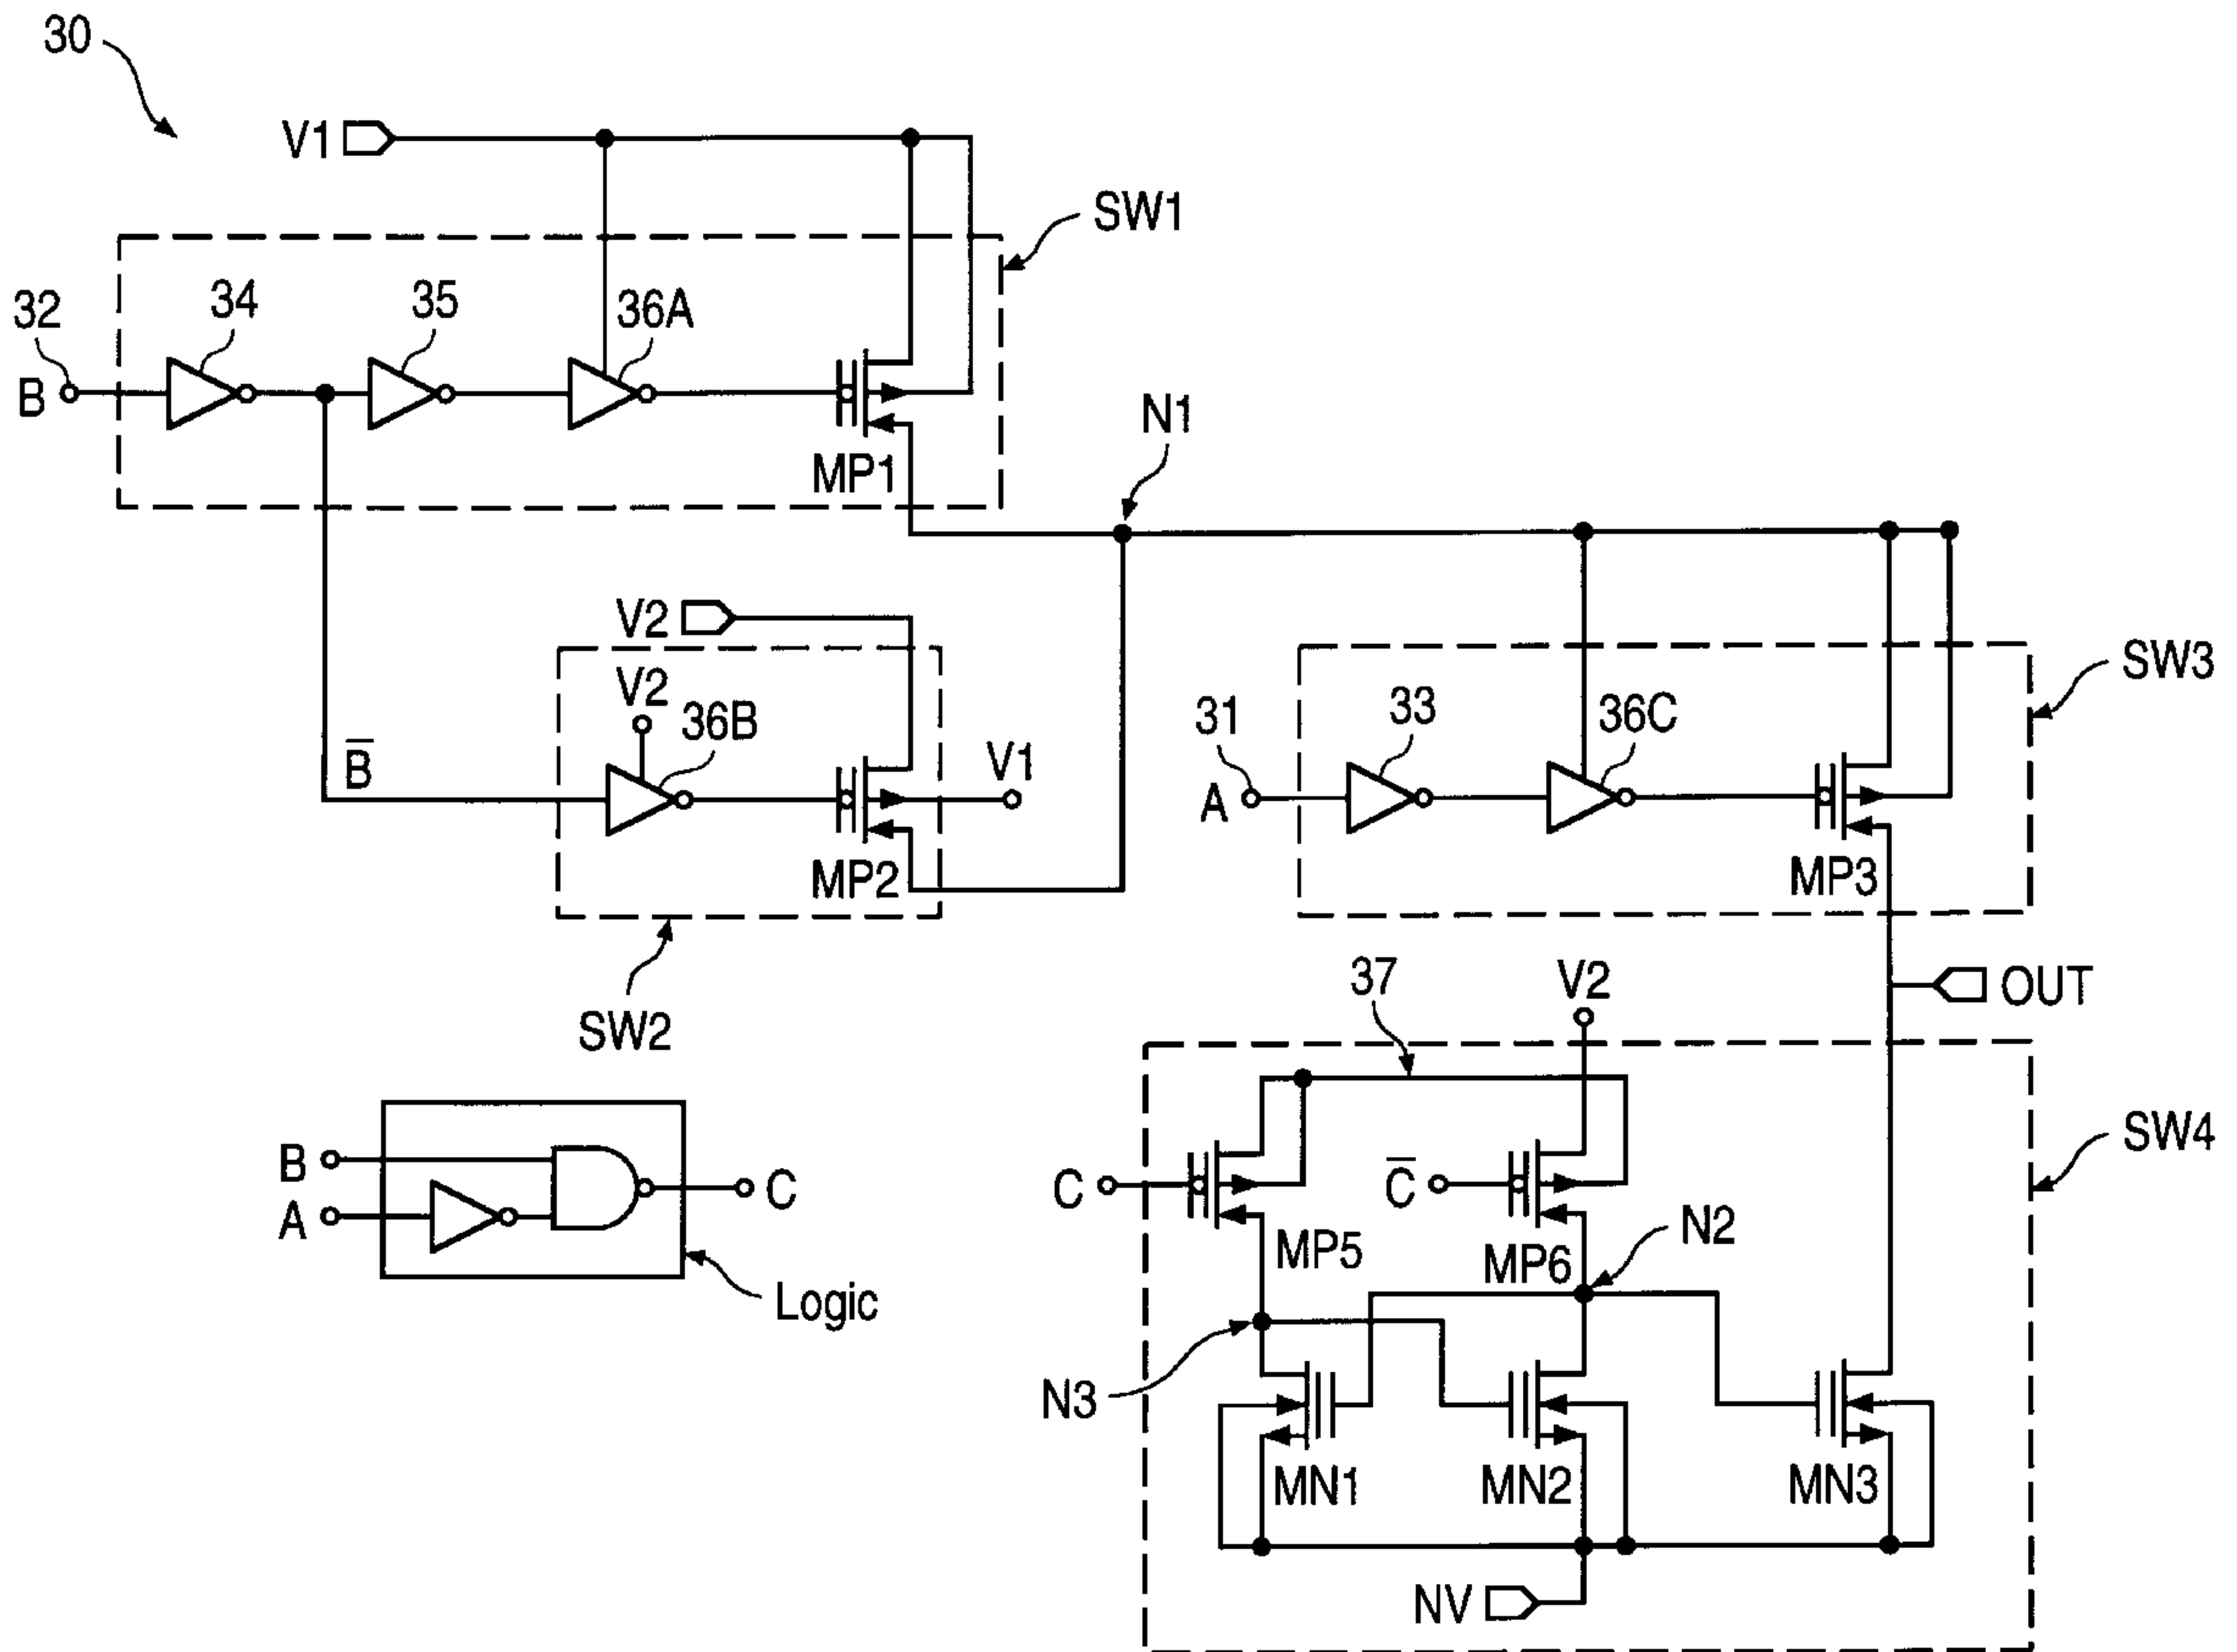 30
V1
SW1
32
34
35
36A
B
MP1
N1
V2
V2
36B
B̅
V1
MP2
SW2
SW3
31
33
36C
A
MP3
OUT
37
V2
SW4
B
A
C
Logic
C
C̅
MP5
MP6
N2
N3
MN1
MN2
MN3
NV